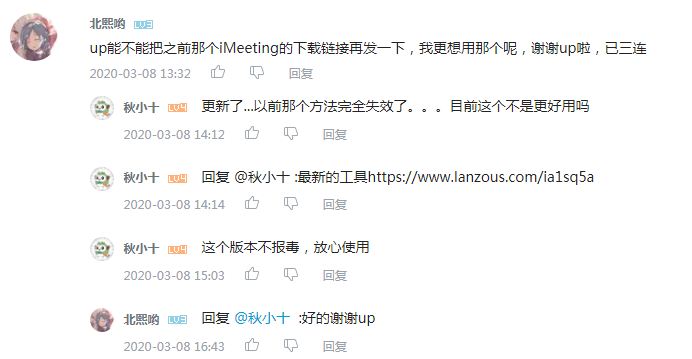 北熙哟 LV3
up能不能把之前那个iMeeting的下载链接再发一下，我更想用那个呢，谢谢up啦，已三连
2020-03-08 13:32 回复
秋小十 LV4 更新了...以前那个方法完全失效了。。。目前这个不是更好用吗
2020-03-08 14:12 回复
秋小十 LV4 回复 @秋小十 :最新的工具https://www.lanzous.com/ia1sq5a
2020-03-08 14:14 回复
秋小十 LV4 这个版本不报毒，放心使用
2020-03-08 15:03 回复
北熙哟 LV3 回复 @秋小十 :好的谢谢up
2020-03-08 16:43 回复